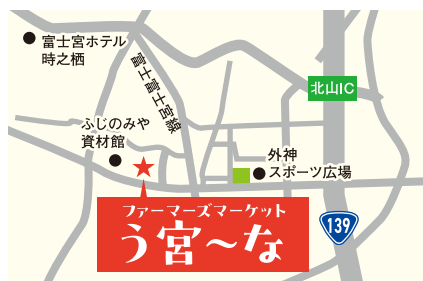 富士宮ホテル
時之栖
富士富士宮線
北山IC
ふじのみや
資材館
外神
スポーツ広場
ファーマーズマーケット
う宮〜な
139